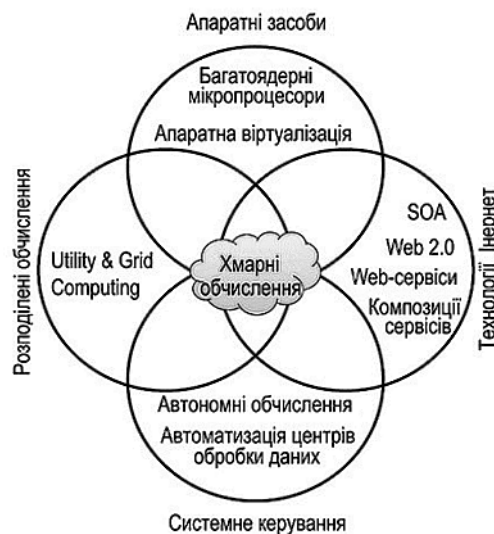 Апаратні засоби
Багатоядерні
мікропроцесори
Апаратна віртуалізація
Розподілені обчислення
Utility & Grid
Computing
Хмарні
обчислення
SOA
Web 2.0
Web-сервіси
Композиції
сервісів
Технології Інернет
Автономні обчислення
Автоматизація центрів
обробки даних
Системне керування